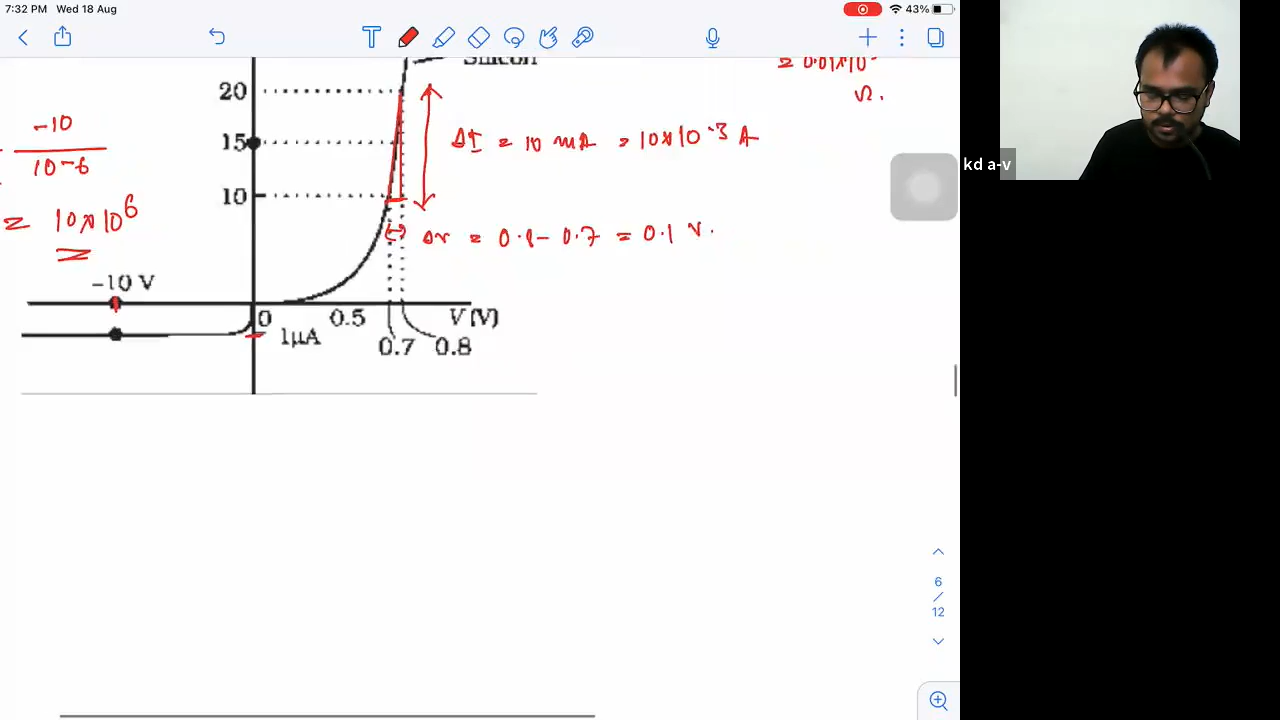 7:32 PM Wed 18 Aug
43%
T
Silicon
= 0.01×10
Ω.
20
-10
10-6
15
ΔI = 10 mA = 10×10-3 A
kd a-v
10
= 10×106
Δv = 0.8 - 0.7 = 0.1 V.
−10 V
0
0.5
V (V)
1μA
0.7
0.8
6
/
12